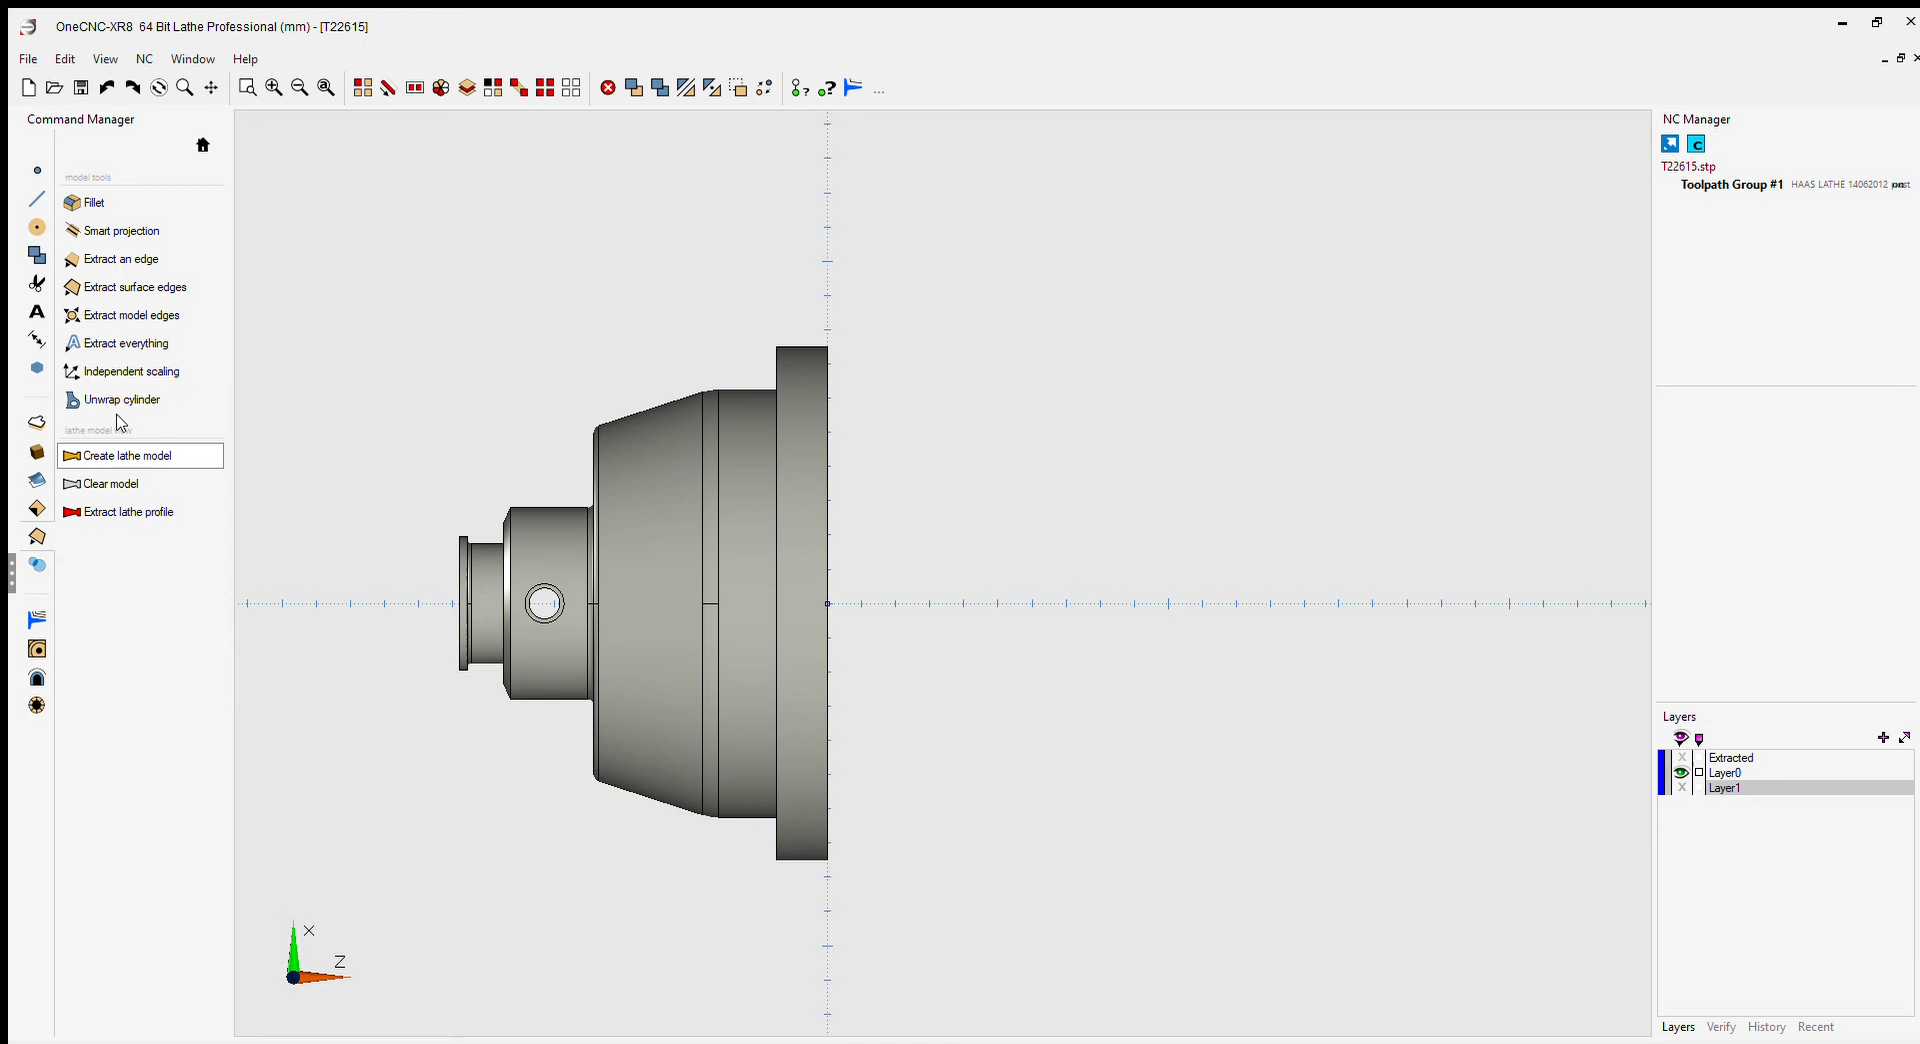 OneCNC-XR8 64 Bit Lathe Professional (mm) - [T22615]
File Edit View NC Window Help
Command Manager
model tools
Fillet
Smart projection
Extract an edge
Extract surface edges
Extract model edges
Extract everything
Independent scaling
Unwrap cylinder
lathe model
Create lathe model
Clear model
Extract lathe profile
X
Z
NC Manager
T22615.stp
Toolpath Group #1 HAAS LATHE 14062012
Layers
Extracted
Layer0
Layer1
Layers Verify History Recent